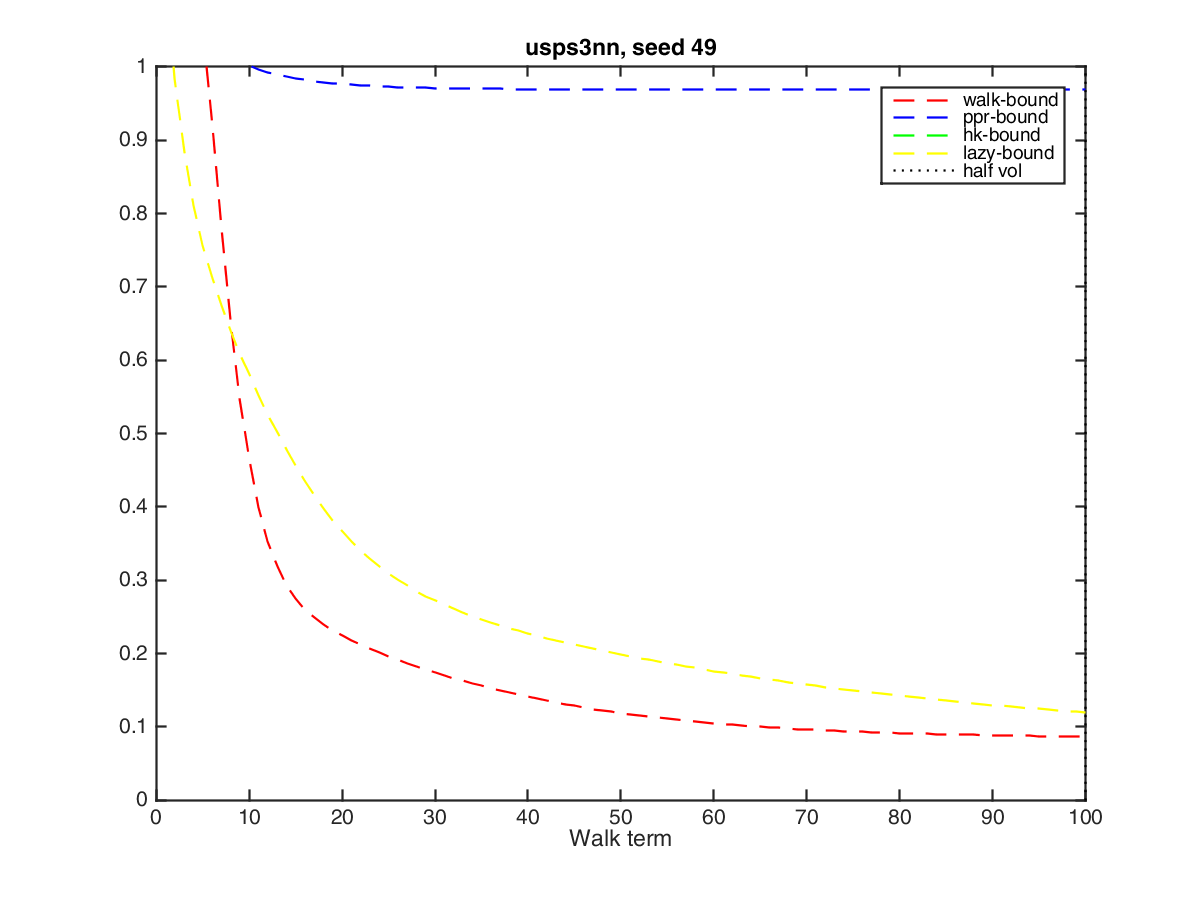 usps3nn, seed 49
1
0.9
0.8
0.7
0.6
0.5
0.4
0.3
0.2
0.1
0
walk-bound
ppr-bound
hk-bound
lazy-bound
half vol
0 10 20 30 40 50 60 70 80 90 100
Walk term